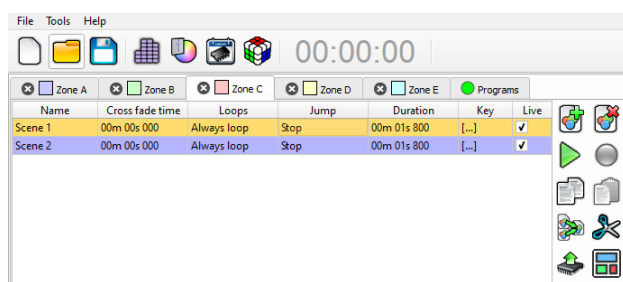 File Tools Help
00:00:00
Zone A Zone B Zone C Zone D Zone E Programs
Name Cross fade time Loops Jump Duration Key Live
Scene 1 00m 00s 000 Always loop Stop 00m 01s 800 [...]
Scene 2 00m 00s 000 Always loop Stop 00m 01s 800 [...]